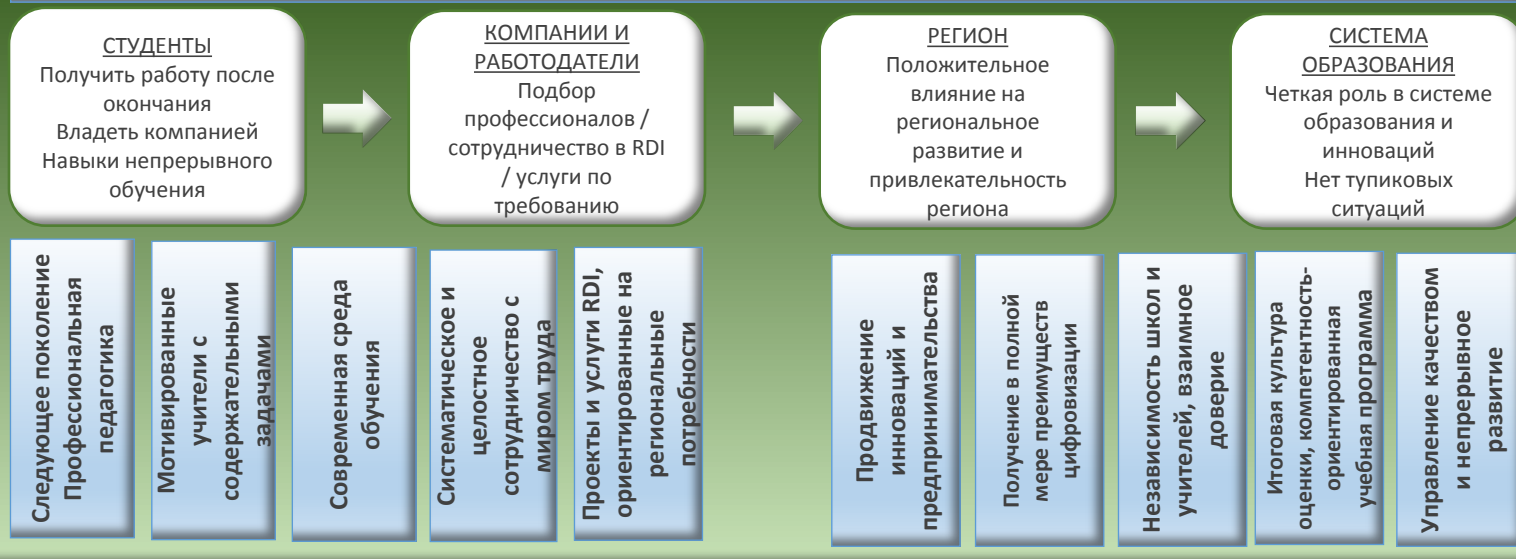 СТУДЕНТЫ
Получить работу после
окончания
Владеть компанией
Навыки непрерывного
обучения
КОМПАНИИ И
РАБОТОДАТЕЛИ
Подбор
профессионалов /
сотрудничество в RDI
/ услуги по
требованию
РЕГИОН
Положительное
влияние на
региональное
развитие и
привлекательность
региона
СИСТЕМА
ОБРАЗОВАНИЯ
Четкая роль в системе
образования и
инноваций
Нет тупиковых
ситуаций
Следующее поколение
Профессиональная
педагогика
Мотивированные
учители с
содержательными
задачами
Современная среда
обучения
Систематическое и
целостное
сотрудничество с
миром труда
Проекты и услуги RDI,
ориентированные на
региональные
потребности
Продвижение
инноваций и
предпринимательства
Получение в полной
мере преимуществ
цифровизации
Независимость школ и
учителей, взаимное
доверие
Итоговая культура
оценки, компетентность-
ориентированная
учебная программа
Управление качеством
и непрерывное
развитие